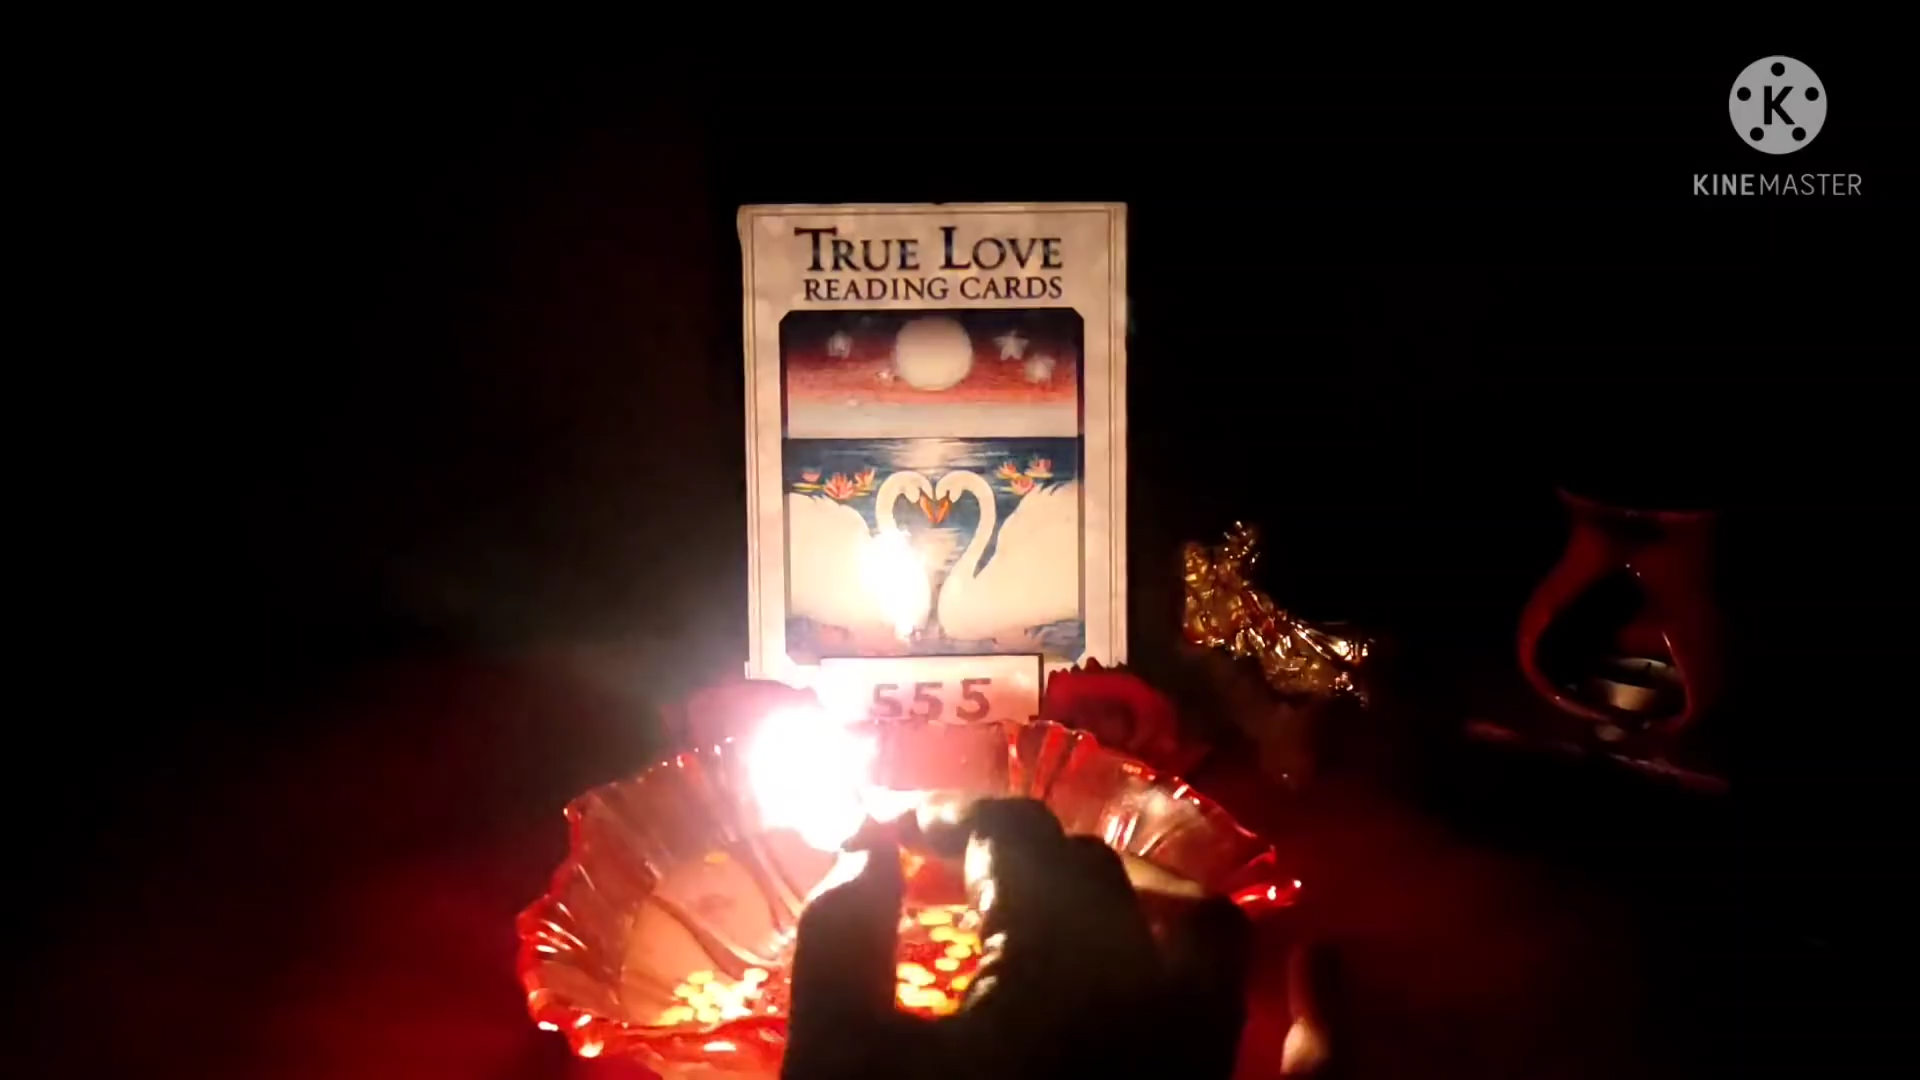 K
KINEMASTER
TRUE LOVE
READING CARDS
555